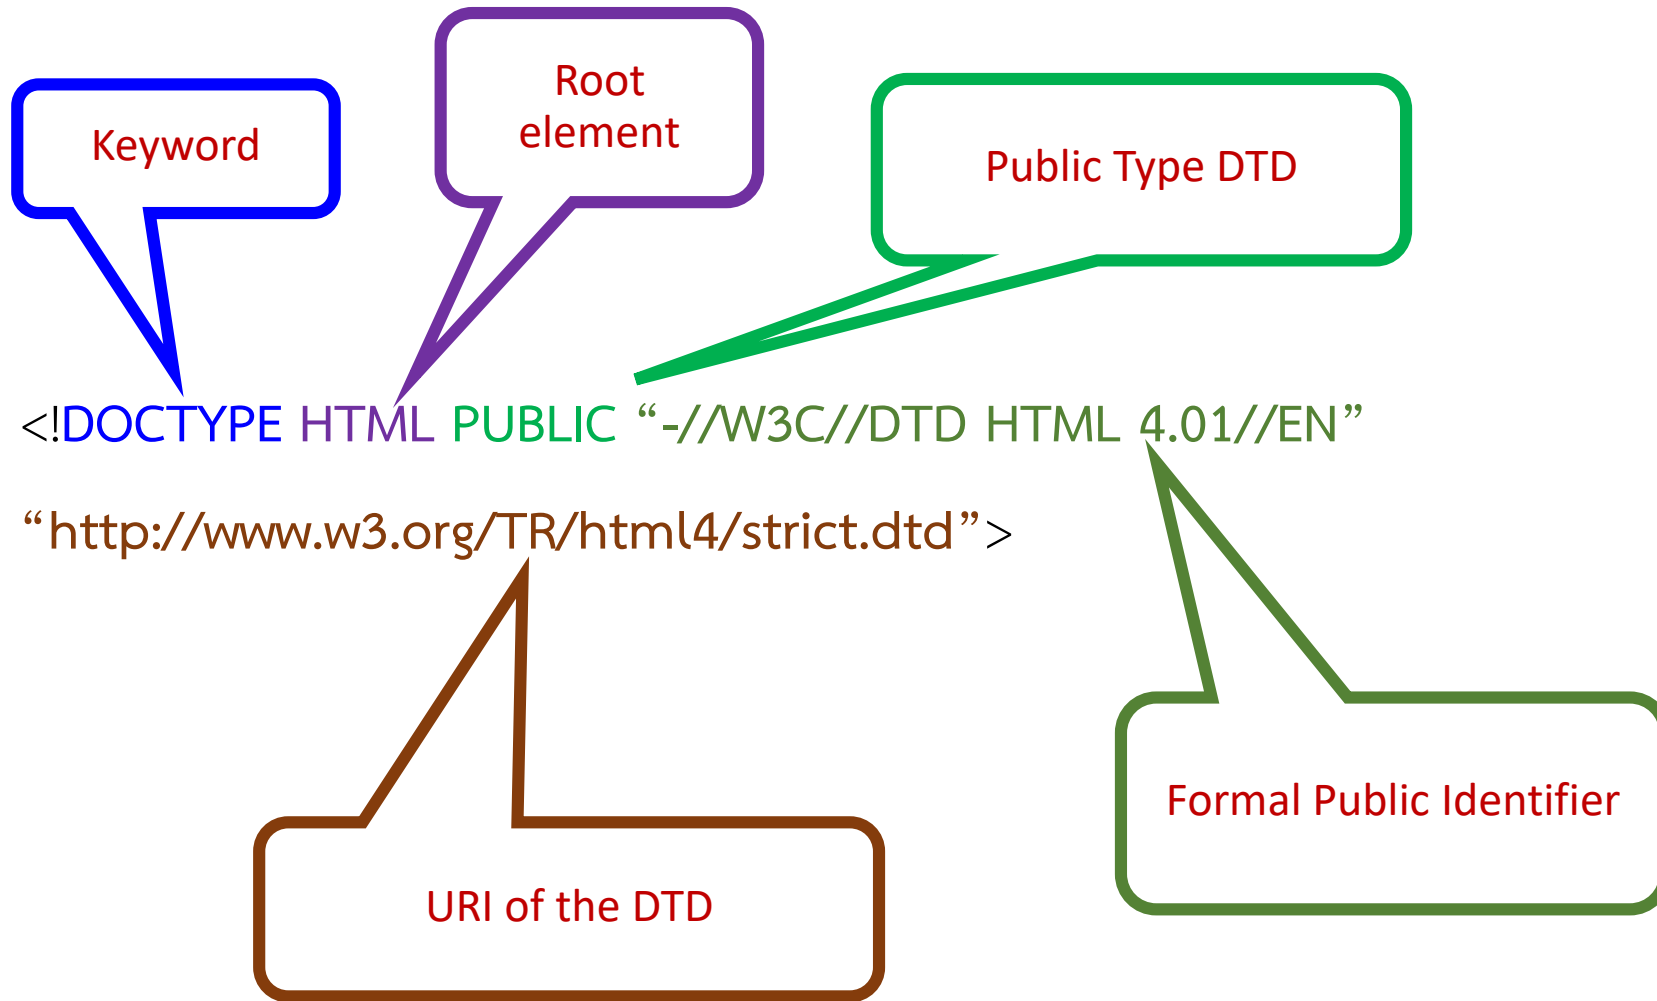 Root
element
Keyword
Public Type DTD
<!DOCTYPE HTML PUBLIC “-//W3C//DTD HTML 4.01//EN”
“http://www.w3.org/TR/html4/strict.dtd”>
Formal Public Identifier
URI of the DTD